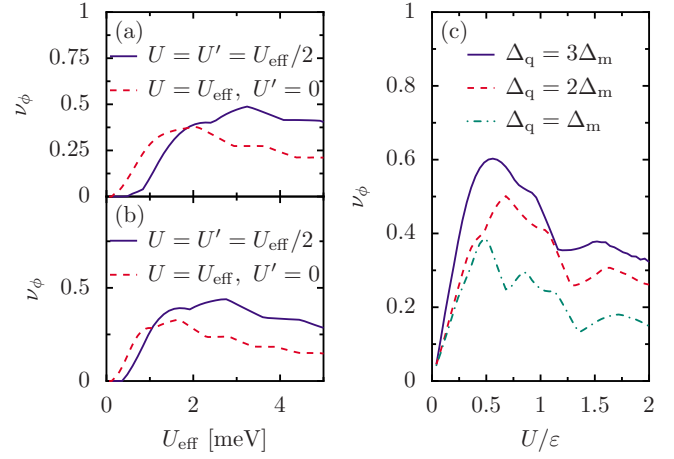 (a)
U = U′ = U_eff/2
U = U_eff, U′ = 0
ν_ϕ
1
0.75
0.5
0.25
0
(b)
U = U′ = U_eff/2
U = U_eff, U′ = 0
ν_ϕ
1
0.5
0
0 2 4
U_eff [meV]
(c)
Δ_q = 3Δ_m
Δ_q = 2Δ_m
Δ_q = Δ_m
ν_ϕ
1
0.8
0.6
0.4
0.2
0
0 0.5 1 1.5 2
U/ε